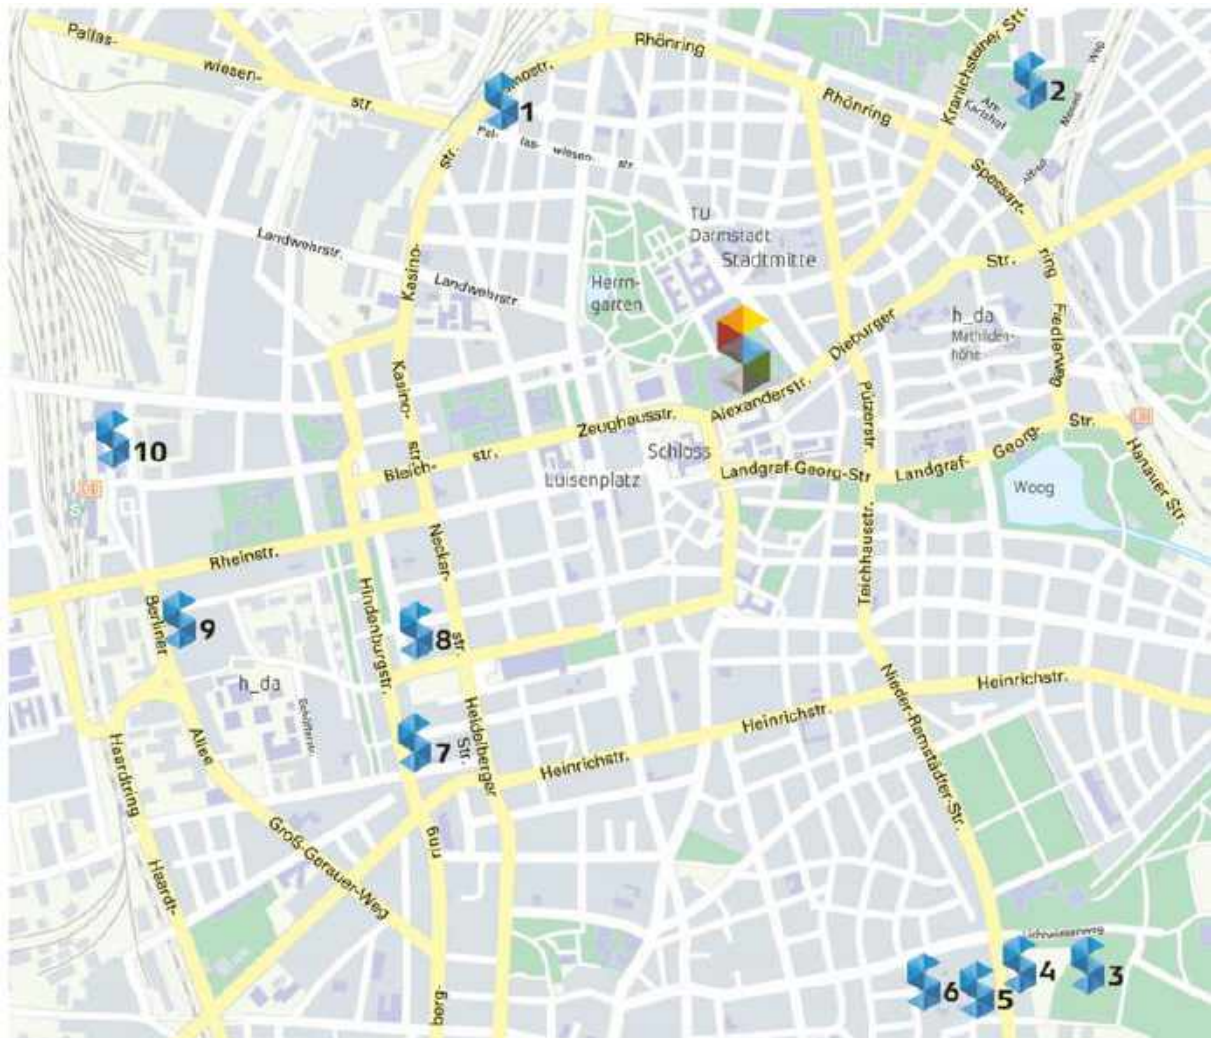 Pallas-
wiesen-
str.
Rhönring
Kranichsteiner Str.
2
1
Rhönring
Am
Karlshof
str.
Pal-
las-
wiesen-
str
Spessart-
ring
TU
Darmstadt
Stadtmitte
Landwehrstr.
Kasino-
Landwehrstr.
Herrn-
garten
Str.
Dieburger
h_da
Mathilden-
höhe
Fiedlerweg
Kasino-
str.
Alexanderstr.
Pützerstr.
Zeughausstr.
Bleich-
str.
Schloss
Luisenplatz
Landgraf-Georg-Str
Landgraf-
Georg-
Str.
Hanauer Str.
Woog
10
S
Rheinstr.
Neckar-
str.
Teichhausstr.
Berliner
Allee
9
Hindenburgstr.
8
h_da
Nieder-Ramstädter Str.
Heinrichstr.
Heinrichstr.
Heinrichstr.
7
Heidelberger
Str.
Haardtring
Haardt-
Groß-Gerauer-Weg
ring
berg-
6
5
4
3